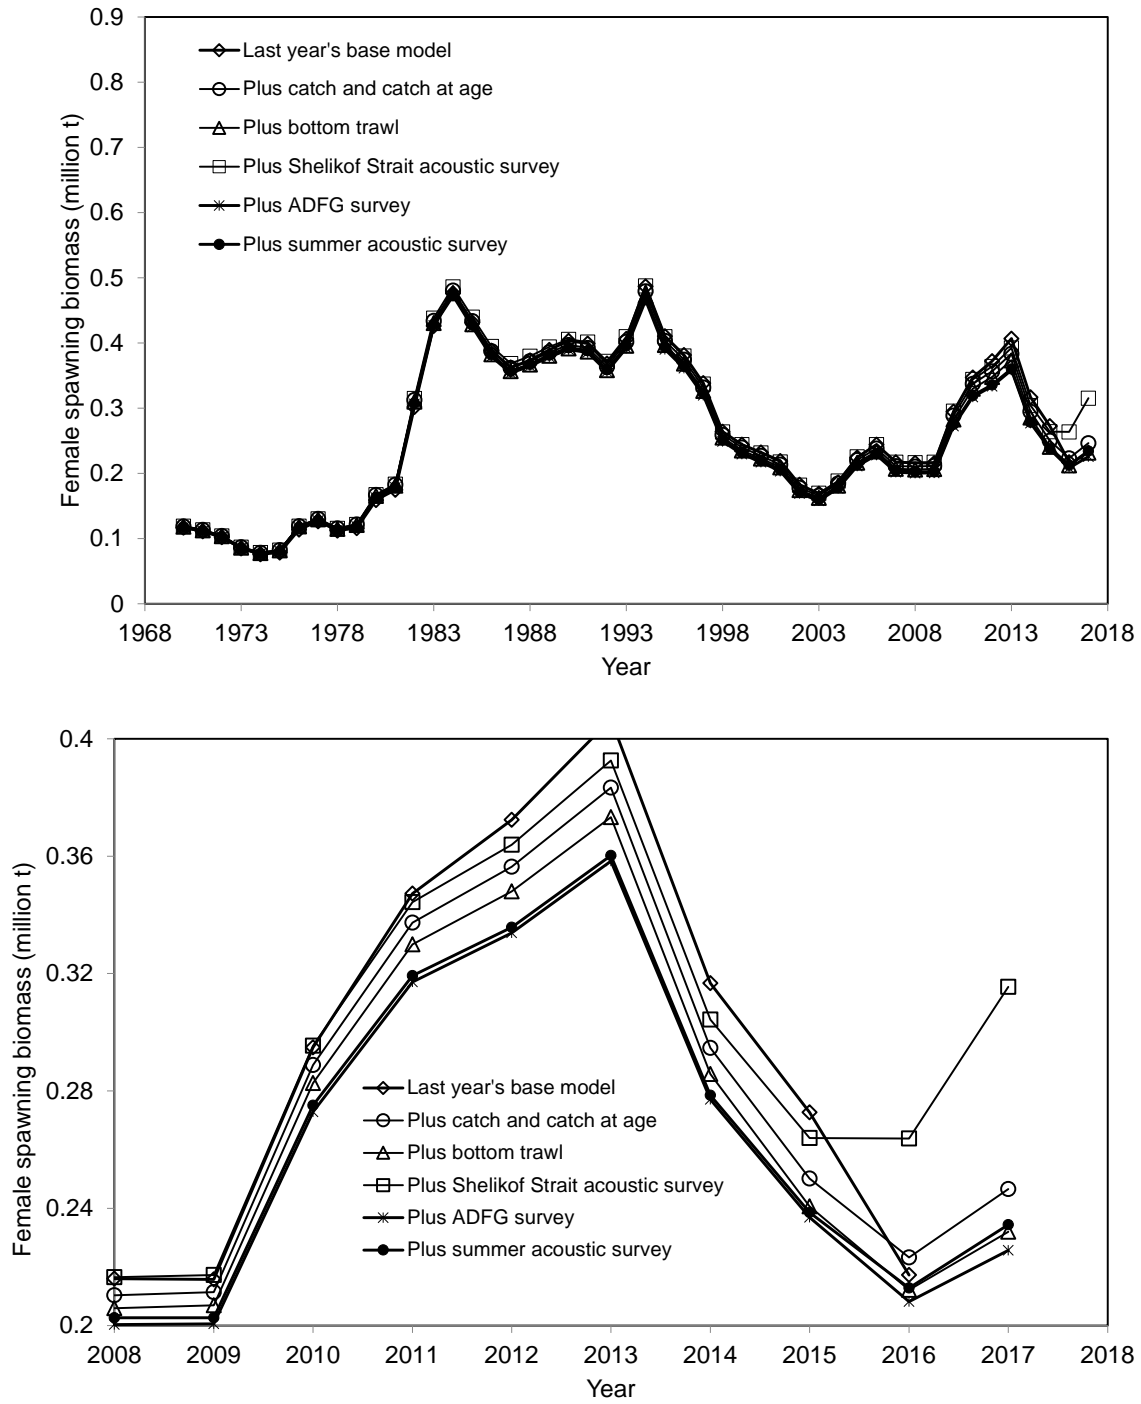 0.9
0.8
0.7
0.6
0.5
0.4
0.3
0.2
0.1
0
Female spawning biomass (million t)
Last year's base model
Plus catch and catch at age
Plus bottom trawl
Plus Shelikof Strait acoustic survey
Plus ADFG survey
Plus summer acoustic survey
1968 1973 1978 1983 1988 1993 1998 2003 2008 2013 2018
Year
0.4
0.36
0.32
0.28
0.24
0.2
Female spawning biomass (million t)
Last year's base model
Plus catch and catch at age
Plus bottom trawl
Plus Shelikof Strait acoustic survey
Plus ADFG survey
Plus summer acoustic survey
2008 2009 2010 2011 2012 2013 2014 2015 2016 2017 2018
Year